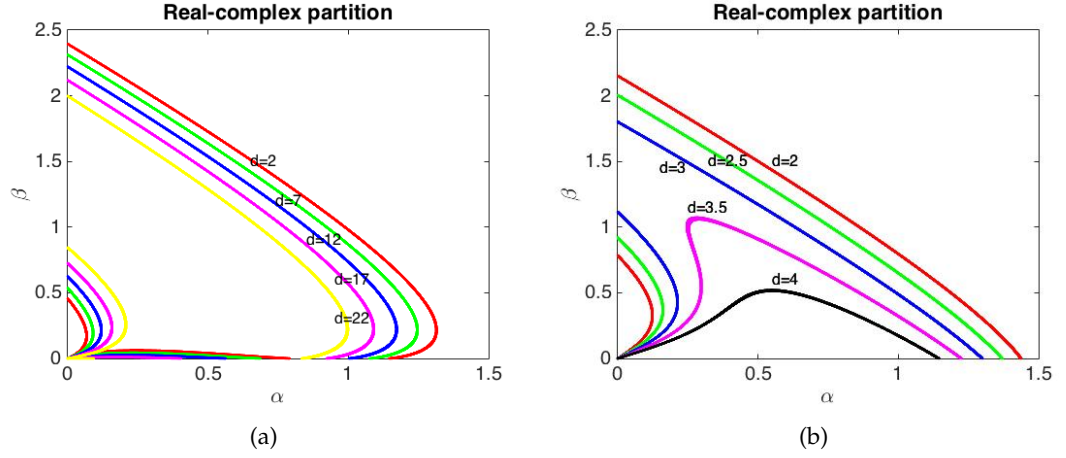 Real-complex partition
2.5
2
1.5
1
0.5
0
β
d=2
d=7
d=12
d=17
d=22
0
0.5
1
1.5
α
(a)
Real-complex partition
2.5
2
1.5
1
0.5
0
β
d=3
d=2.5
d=2
d=3.5
d=4
0
0.5
1
1.5
α
(b)